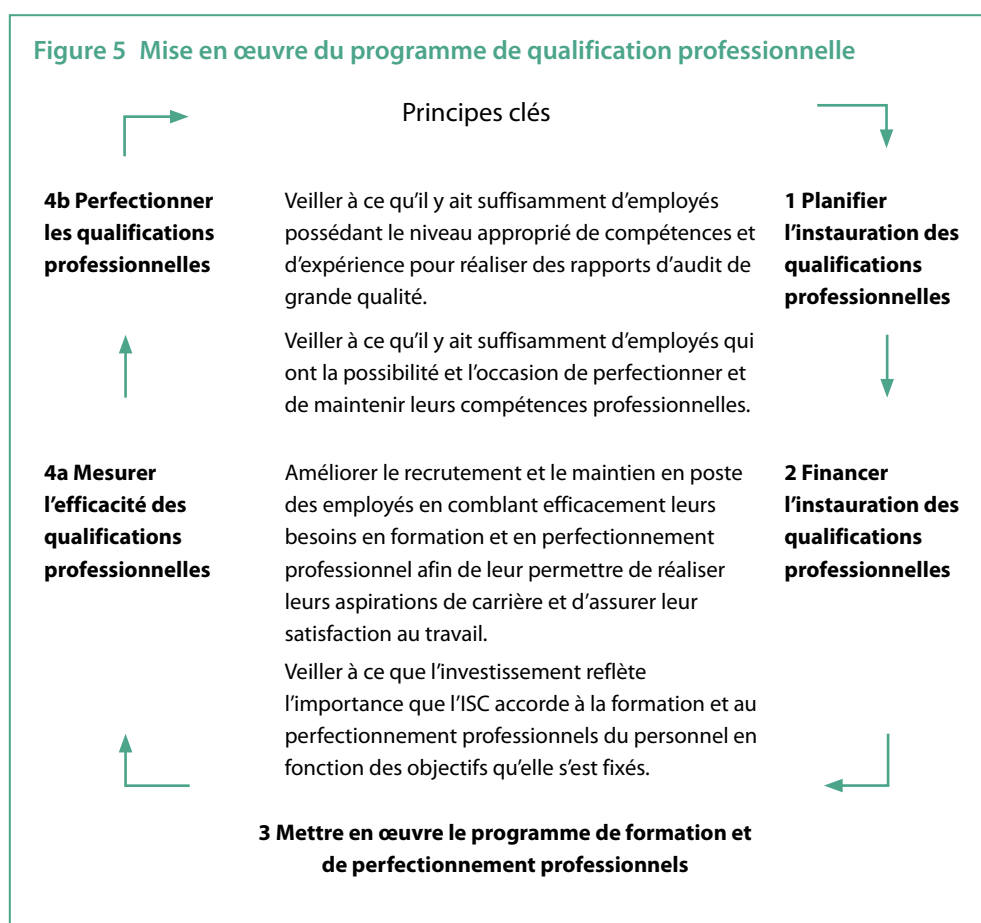 Figure 5 Mise en œuvre du programme de qualification professionnelle
Principes clés
4b Perfectionner
les qualifications
professionnelles
Veiller à ce qu’il y ait suffisamment d’employés
possédant le niveau approprié de compétences et
d’expérience pour réaliser des rapports d’audit de
grande qualité.
Veiller à ce qu’il y ait suffisamment d’employés qui
ont la possibilité et l’occasion de perfectionner et
de maintenir leurs compétences professionnelles.
1 Planifier
l’instauration des
qualifications
professionnelles
4a Mesurer
l’efficacité des
qualifications
professionnelles
Améliorer le recrutement et le maintien en poste
des employés en comblant efficacement leurs
besoins en formation et en perfectionnement
professionnel afin de leur permettre de réaliser
leurs aspirations de carrière et d’assurer leur
satisfaction au travail.
Veiller à ce que l’investissement reflète
l’importance que l’ISC accorde à la formation et au
perfectionnement professionnels du personnel en
fonction des objectifs qu’elle s’est fixés.
2 Financer
l’instauration des
qualifications
professionnelles
3 Mettre en œuvre le programme de formation et
de perfectionnement professionnels